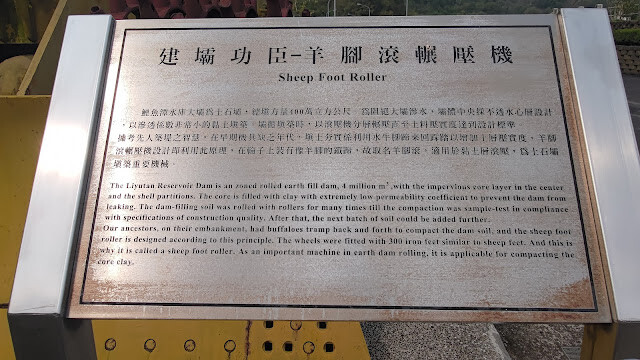 建壩功臣-羊腳滾輾壓機
Sheep Foot Roller
鯉魚潭水庫大壩為土石壩，總填方量400萬立方公尺，為阻遏大壩滲水，壩體中央採不透水心層設計
，以滲透係數非常小的黏土填築。壩體填築時，以滾壓機分層輾壓直至土料壓實度達到設計標準。
據考先人築堤之智慧，在早期機具缺乏年代，填土夯實係利用水牛腳蹄來回踩踏以增加土層壓實度，羊腳
滾輾壓機設計即利用此原理，在輪子上裝有像羊腳的鐵蹄，故取名羊腳滾，適用於黏土層滾壓，為土石壩
填築重要機械。
The Liyutan Reservoir Dam is an zoned rolled earth fill dam, 4 million m³,with the impervious core layer in the center
and the shell partitions. The core is filled with clay with extremely low permeability coefficient to prevent the dam from
leaking. The dam-filling soil was rolled with rollers for many times till the compaction was sample-test in compliance
with specifications of construction quality. After that, the next batch of soil could be added further.
Our ancestors, on their embankment, had buffaloes tramp back and forth to compact the dam soil, and the sheep foot
roller is designed according to this principle. The wheels were fitted with 300 iron feet similar to sheep feet. And this is
why it is called a sheep foot roller. As an important machine in earth dam rolling, it is applicable for compacting the
core clay.